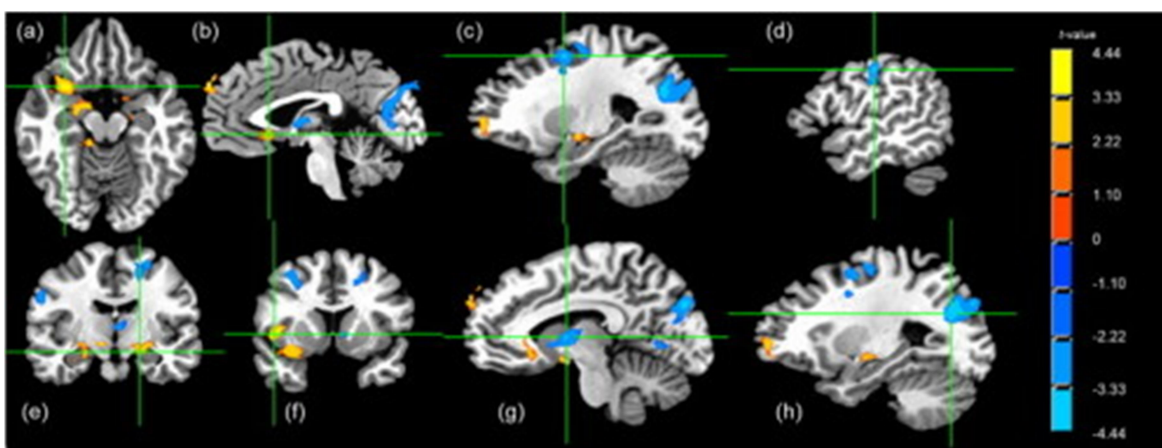 (a)
(b)
(c)
(d)
t-value
4.44
3.33
2.22
1.10
0
-1.10
-2.22
-3.33
-4.44
(e)
(f)
(g)
(h)